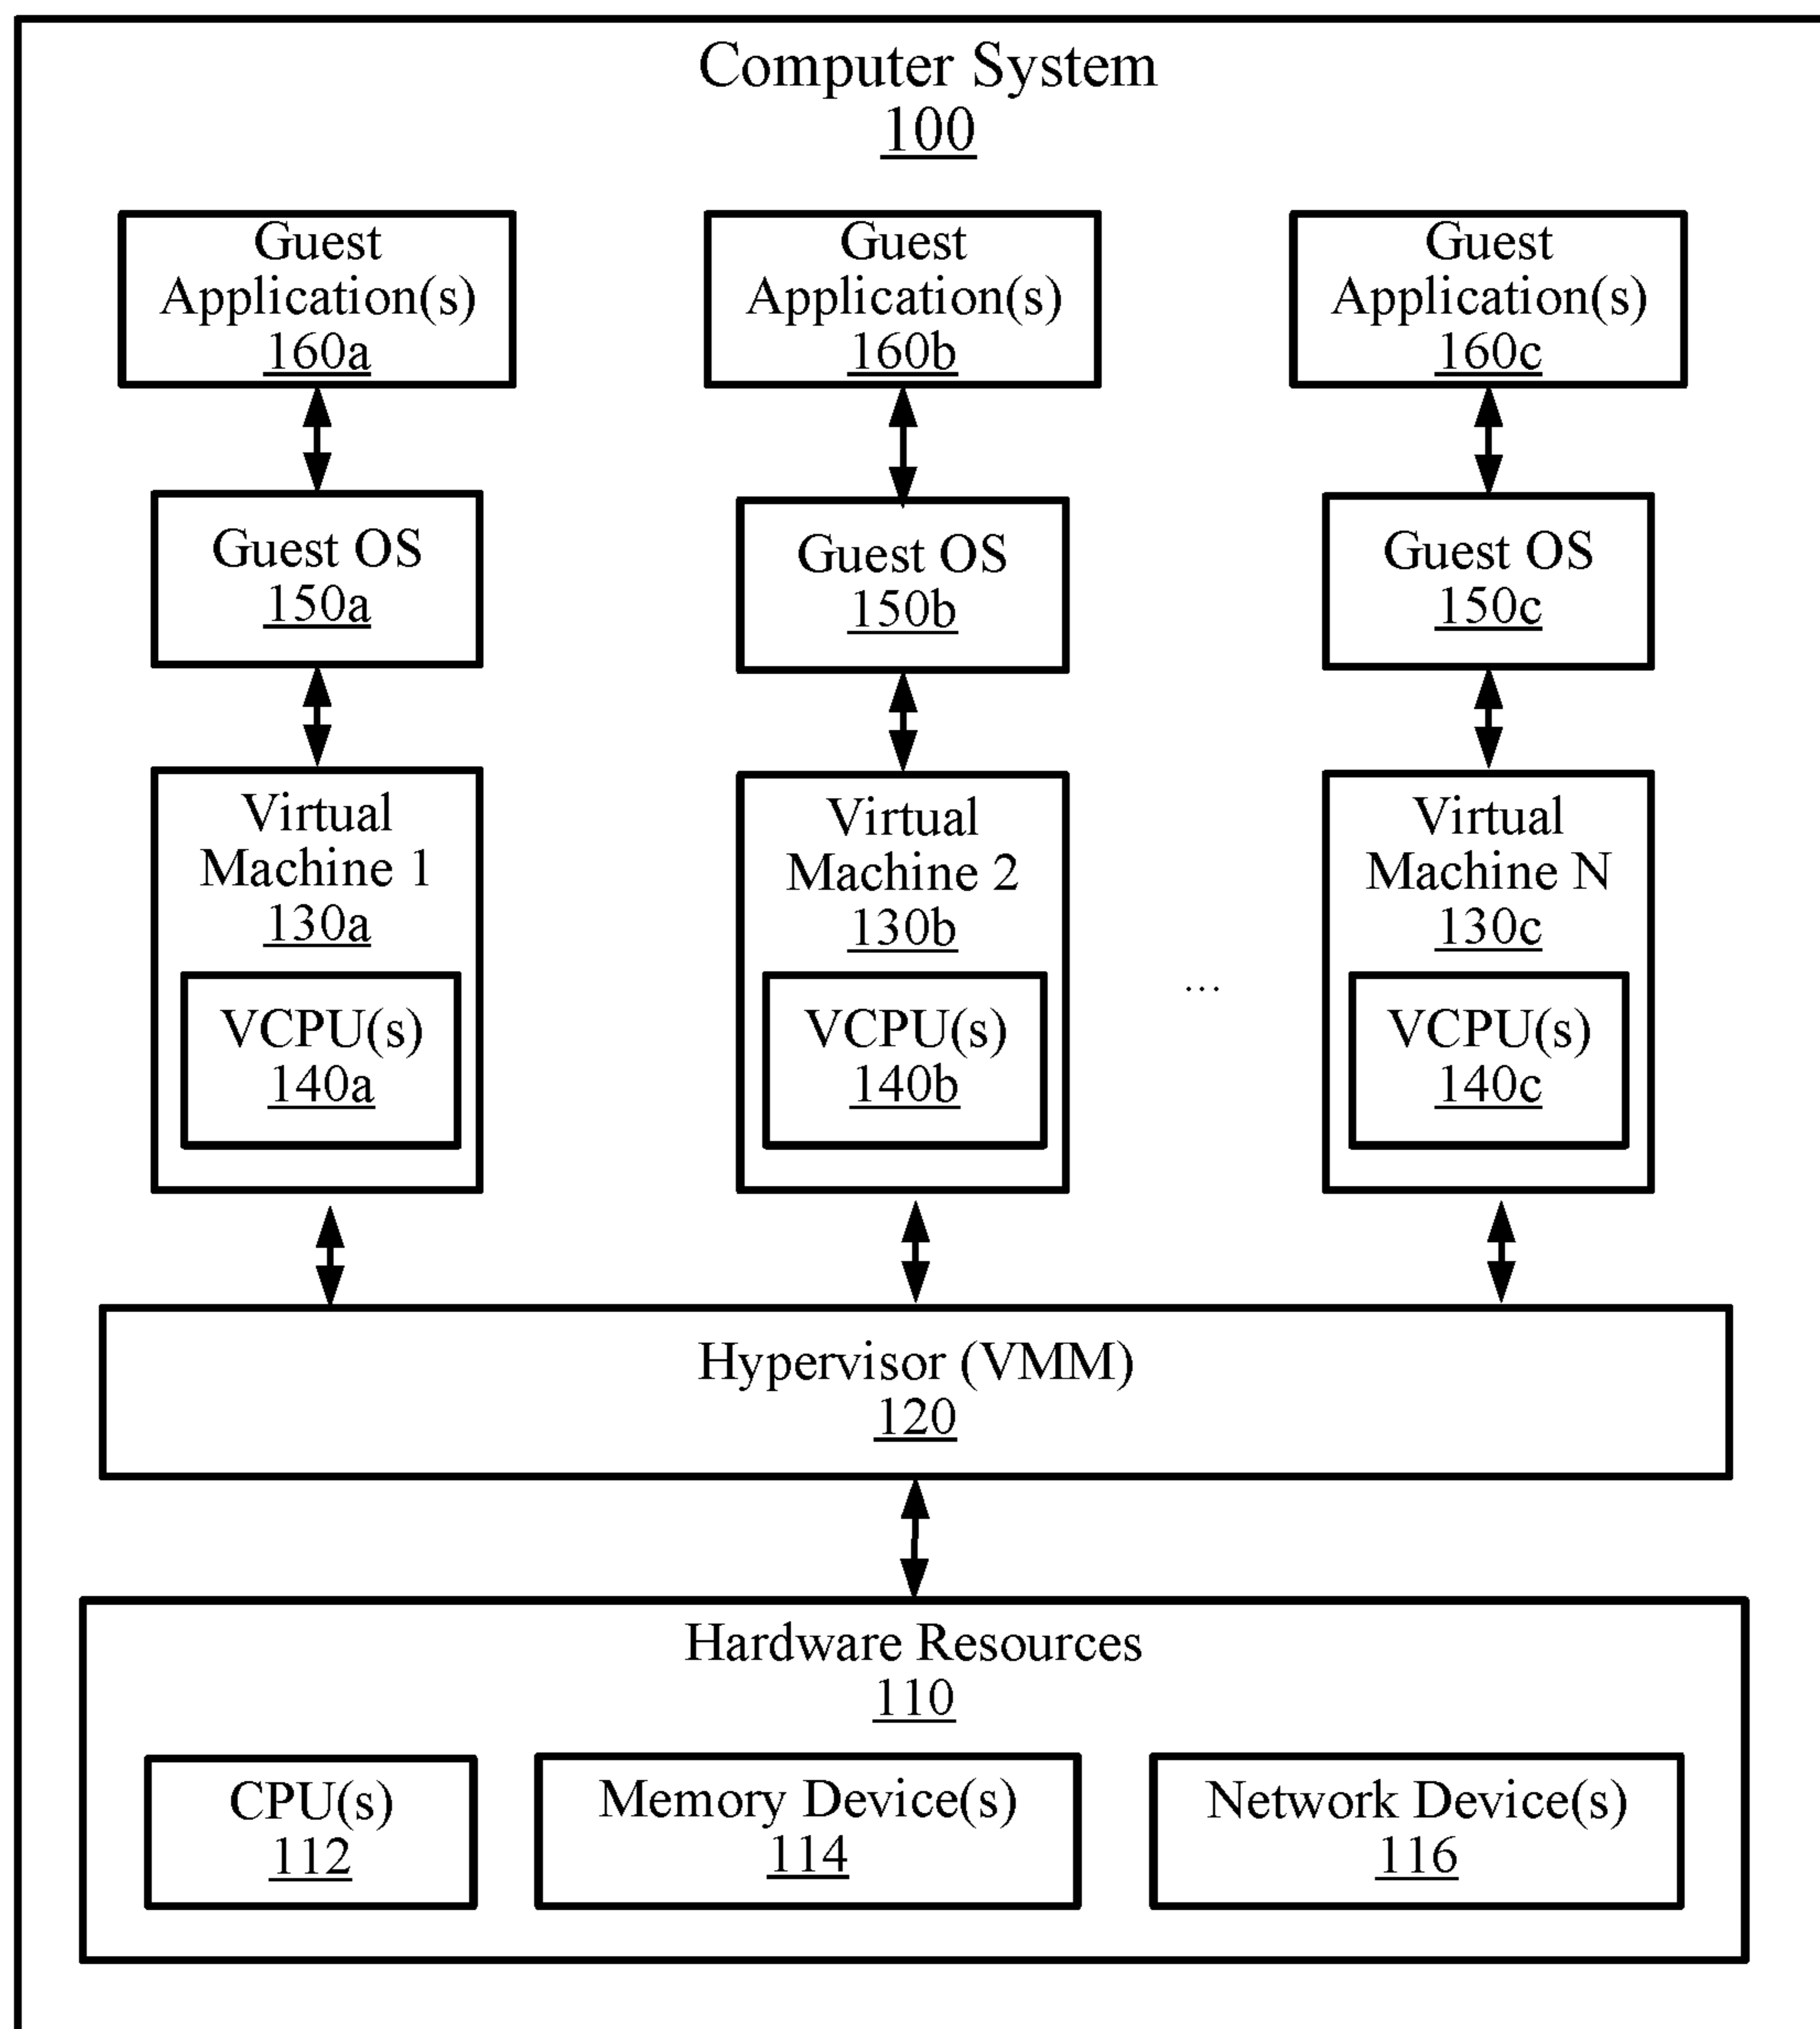 Computer System
100
Guest
Application(s)
160a
Guest
Application(s)
160b
Guest
Application(s)
160c
Guest OS
150a
Guest OS
150b
Guest OS
150c
Virtual
Machine 1
130a
VCPU(s)
140a
Virtual
Machine 2
130b
VCPU(s)
140b
...
Virtual
Machine N
130c
VCPU(s)
140c
Hypervisor (VMM)
120
Hardware Resources
110
CPU(s)
112
Memory Device(s)
114
Network Device(s)
116